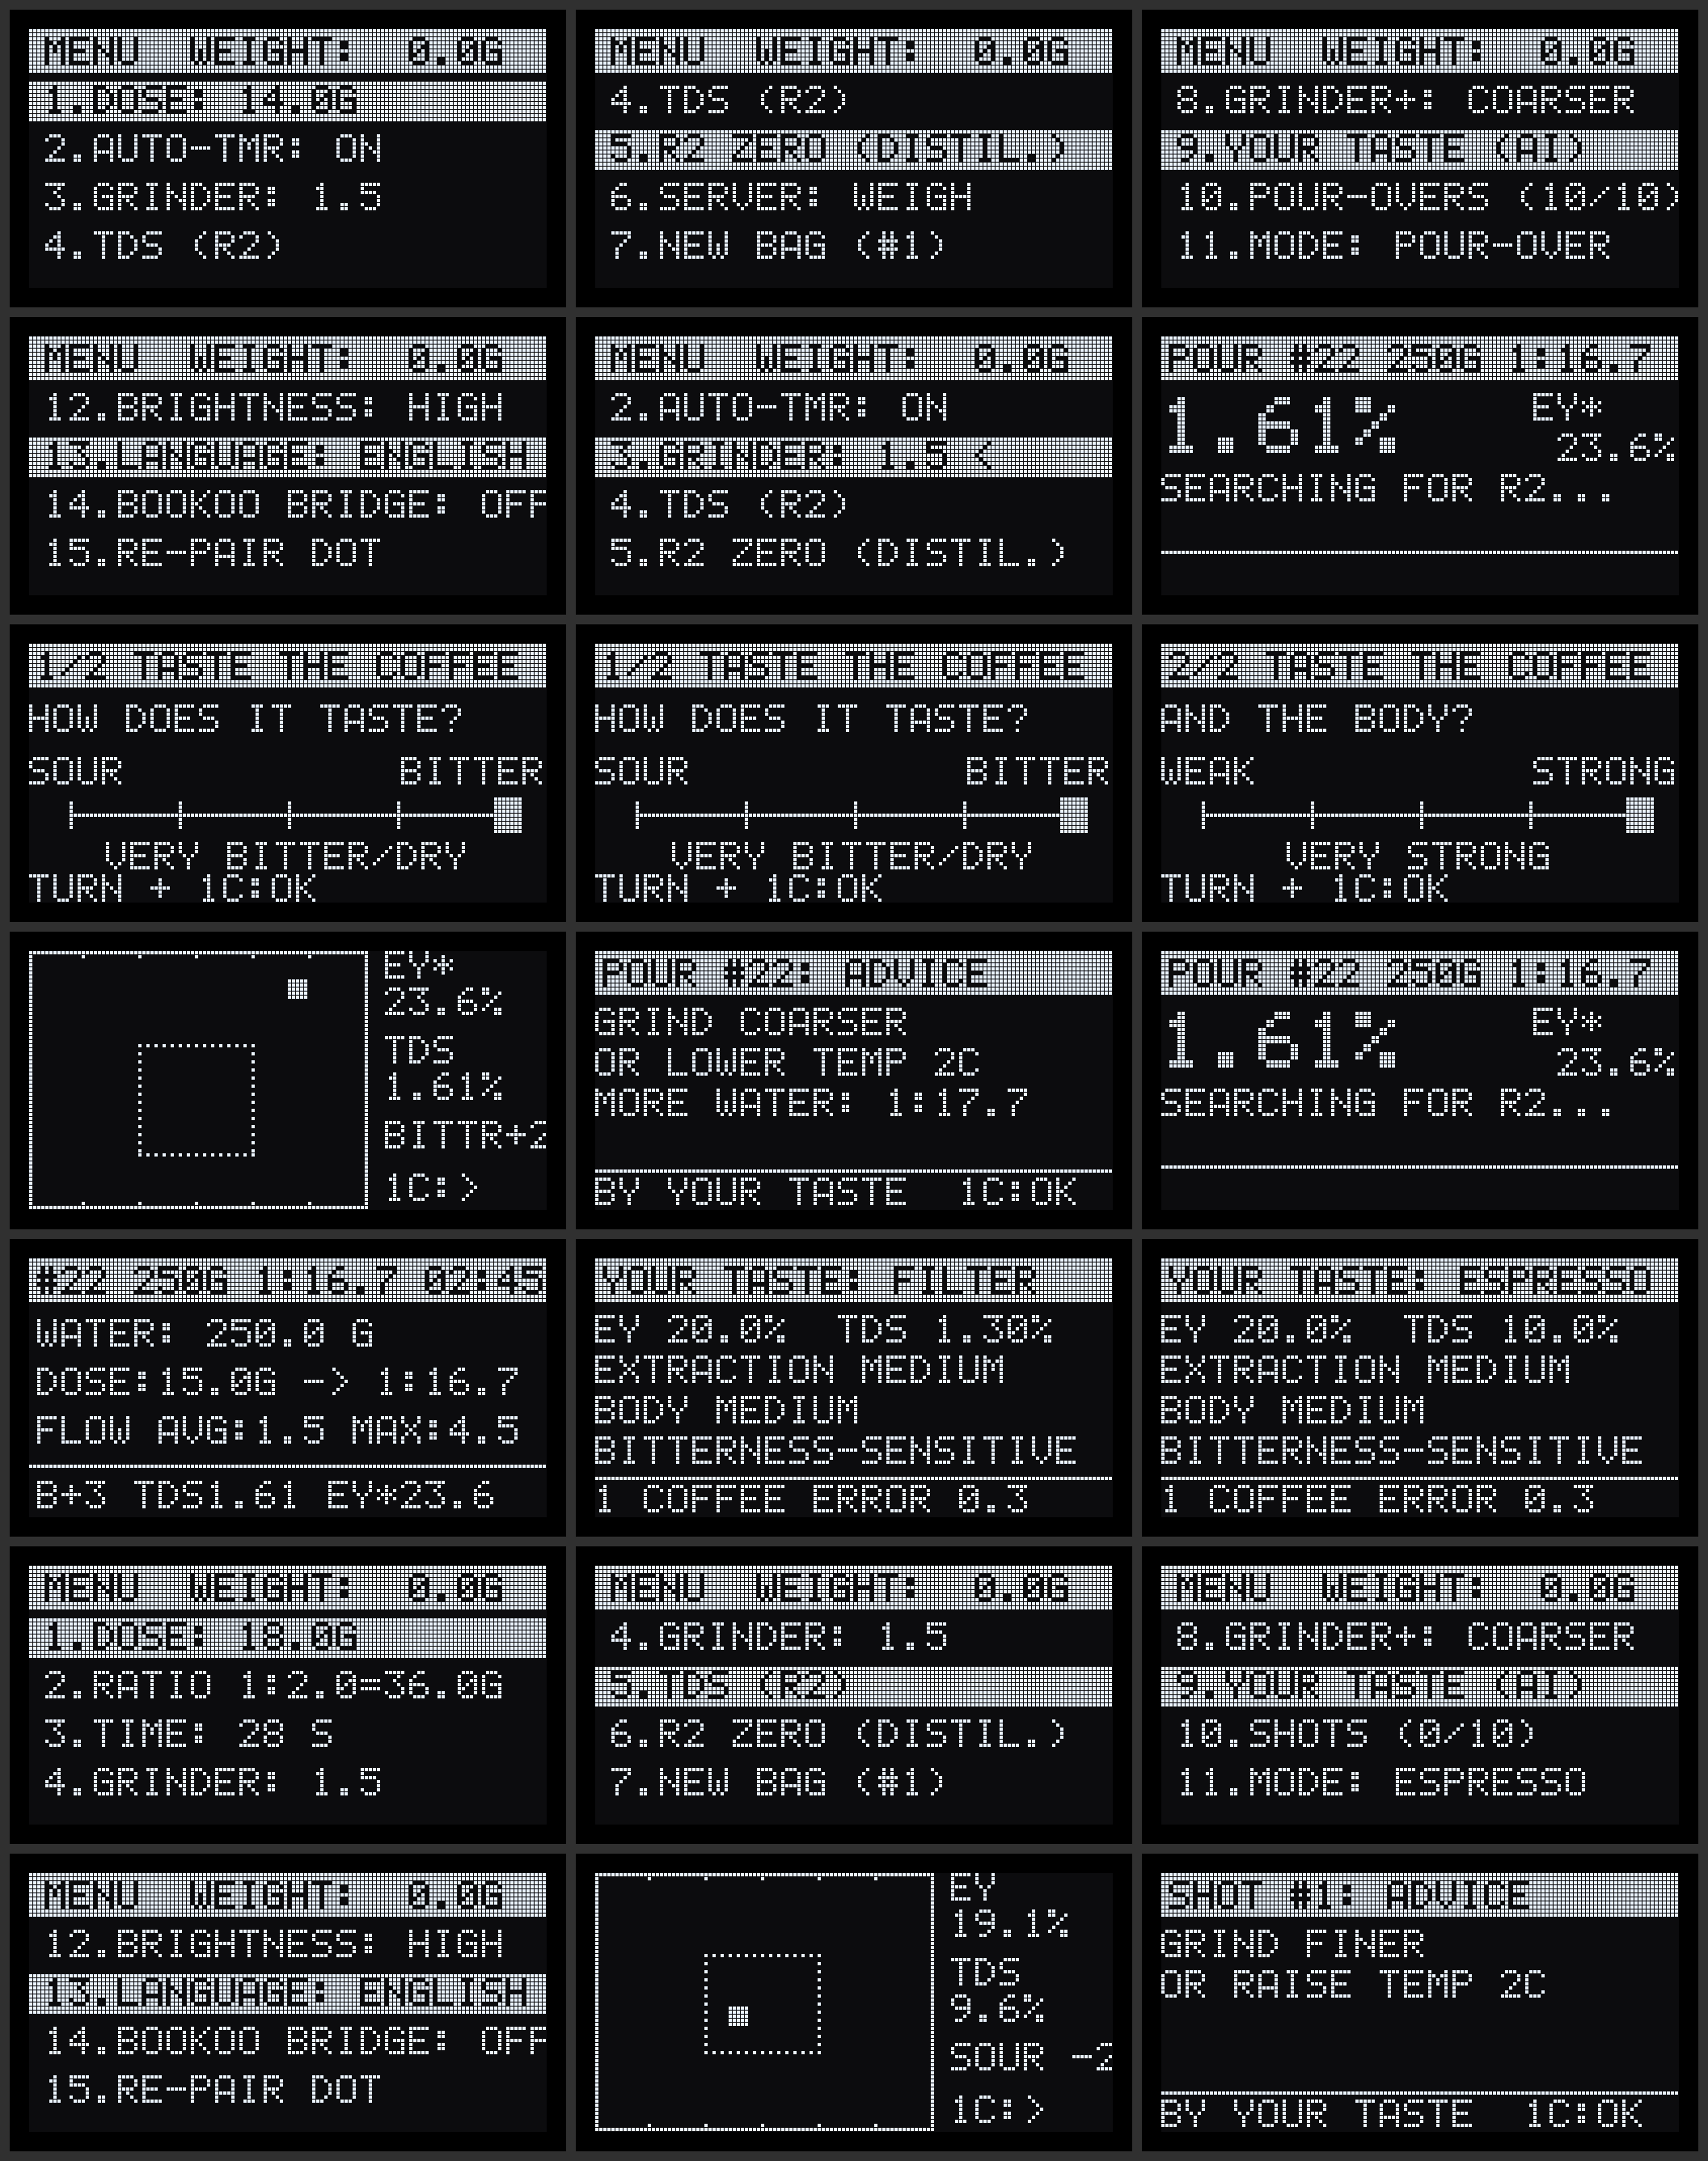 MENU  WEIGHT:  0.0G
1.DOSE: 14.0G
2.AUTO-TMR: ON
3.GRINDER: 1.5
4.TDS (R2)
MENU  WEIGHT:  0.0G
4.TDS (R2)
5.R2 ZERO (DISTIL.)
6.SERVER: WEIGH
7.NEW BAG (#1)
MENU  WEIGHT:  0.0G
8.GRINDER+: COARSER
9.YOUR TASTE (AI)
10.POUR-OVERS (10/10)
11.MODE: POUR-OVER
MENU  WEIGHT:  0.0G
12.BRIGHTNESS: HIGH
13.LANGUAGE: ENGLISH
14.BOOKOO BRIDGE: OFF
15.RE-PAIR DOT
MENU  WEIGHT:  0.0G
2.AUTO-TMR: ON
3.GRINDER: 1.5 <
4.TDS (R2)
5.R2 ZERO (DISTIL.)
POUR #22 250G 1:16.7
1.61% EY*
23.6%
SEARCHING FOR R2...
1/2 TASTE THE COFFEE
HOW DOES IT TASTE?
SOUR BITTER
VERY BITTER/DRY
TURN + 1C:OK
1/2 TASTE THE COFFEE
HOW DOES IT TASTE?
SOUR BITTER
VERY BITTER/DRY
TURN + 1C:OK
2/2 TASTE THE COFFEE
AND THE BODY?
WEAK STRONG
VERY STRONG
TURN + 1C:OK
EY*
23.6%
TDS
1.61%
BITTR+2
1C:>
POUR #22: ADVICE
GRIND COARSER
OR LOWER TEMP 2C
MORE WATER: 1:17.7
BY YOUR TASTE  1C:OK
POUR #22 250G 1:16.7
1.61% EY*
23.6%
SEARCHING FOR R2...
#22 250G 1:16.7 02:45
WATER: 250.0 G
DOSE:15.0G -> 1:16.7
FLOW AVG:1.5 MAX:4.5
B+3 TDS1.61 EY*23.6
YOUR TASTE: FILTER
EY 20.0%  TDS 1.30%
EXTRACTION MEDIUM
BODY MEDIUM
BITTERNESS-SENSITIVE
1 COFFEE ERROR 0.3
YOUR TASTE: ESPRESSO
EY 20.0%  TDS 10.0%
EXTRACTION MEDIUM
BODY MEDIUM
BITTERNESS-SENSITIVE
1 COFFEE ERROR 0.3
MENU  WEIGHT:  0.0G
1.DOSE: 18.0G
2.RATIO 1:2.0=36.0G
3.TIME: 28 S
4.GRINDER: 1.5
MENU  WEIGHT:  0.0G
4.GRINDER: 1.5
5.TDS (R2)
6.R2 ZERO (DISTIL.)
7.NEW BAG (#1)
MENU  WEIGHT:  0.0G
8.GRINDER+: COARSER
9.YOUR TASTE (AI)
10.SHOTS (0/10)
11.MODE: ESPRESSO
MENU  WEIGHT:  0.0G
12.BRIGHTNESS: HIGH
13.LANGUAGE: ENGLISH
14.BOOKOO BRIDGE: OFF
15.RE-PAIR DOT
EY
19.1%
TDS
9.6%
SOUR -2
1C:>
SHOT #1: ADVICE
GRIND FINER
OR RAISE TEMP 2C
BY YOUR TASTE  1C:OK